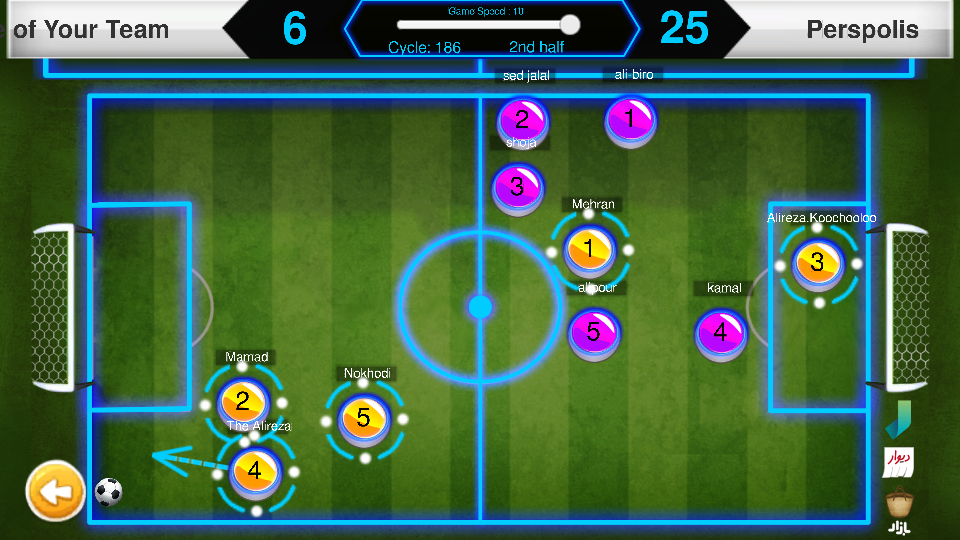 of Your Team
6
Game Speed : 10
Cycle: 186
2nd half
25
Perspolis
sed jalal
2
ali-biro
1
shoja
3
Mehran
1
Alireza.Koochooloo
3
alipour
5
kamal
4
Mamad
2
Nokhodi
5
The Alireza
4
دیوار
بازار